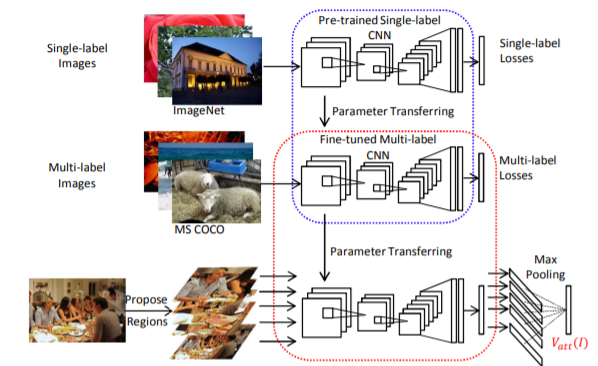 Single-label
Images
ImageNet
Pre-trained Single-label
CNN
Single-label
Losses
Parameter Transferring
Multi-label
Images
MS COCO
Fine-tuned Multi-label
CNN
Multi-label
Losses
Parameter Transferring
Propose
Regions
Max
Pooling
V_att(I)